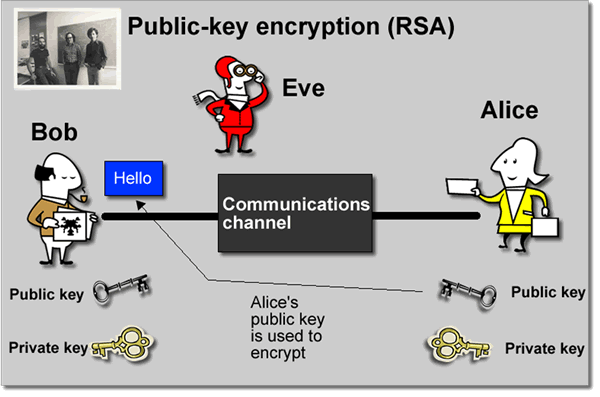 Public-key encryption (RSA)
Eve
Alice
Bob
Hello
Communications
channel
Public key
Public key
Alice's
public key
is used to
encrypt
Private key
Private key